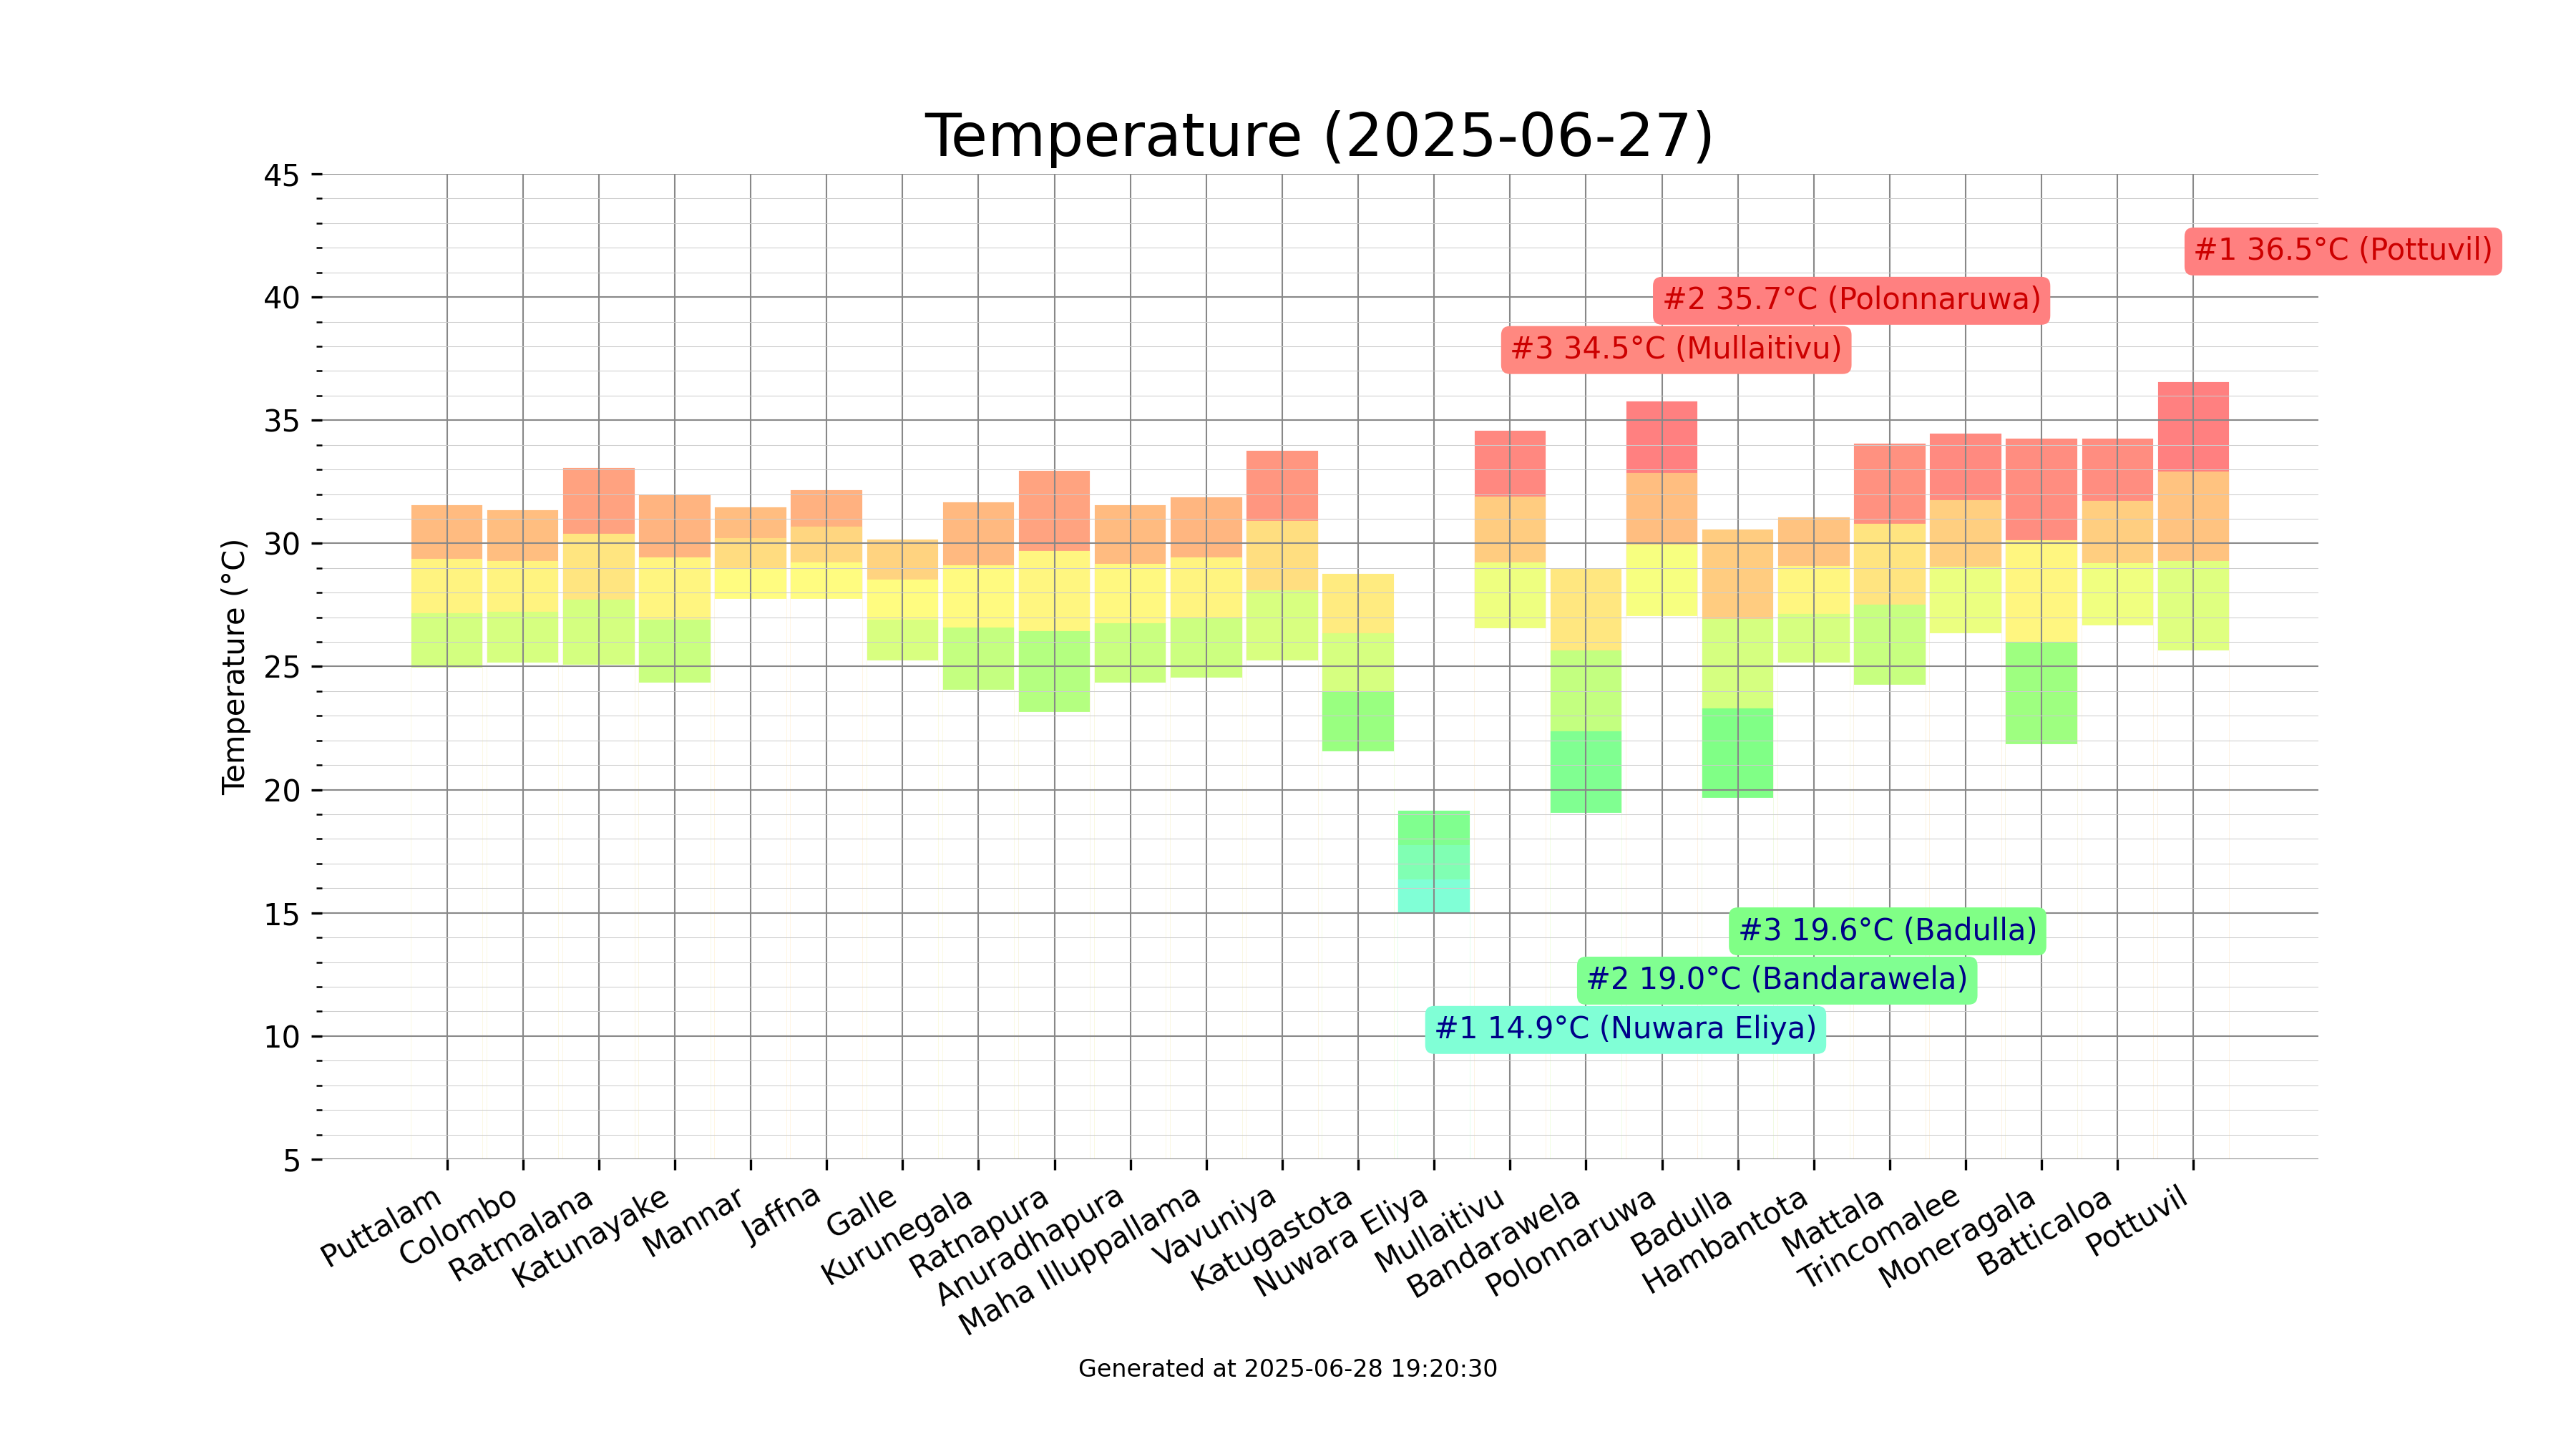 Temperature (2025-06-27)
45
40
35
30
25
20
15
10
5
Temperature (°C)
#1 36.5°C (Pottuvil)
#2 35.7°C (Polonnaruwa)
#3 34.5°C (Mullaitivu)
#3 19.6°C (Badulla)
#2 19.0°C (Bandarawela)
#1 14.9°C (Nuwara Eliya)
Puttalam
Colombo
Ratmalana
Katunayake
Mannar
Jaffna
Galle
Kurunegala
Ratnapura
Anuradhapura
Maha Illuppallama
Vavuniya
Katugastota
Nuwara Eliya
Mullaitivu
Bandarawela
Polonnaruwa
Badulla
Hambantota
Mattala
Trincomalee
Moneragala
Batticaloa
Pottuvil
Generated at 2025-06-28 19:20:30